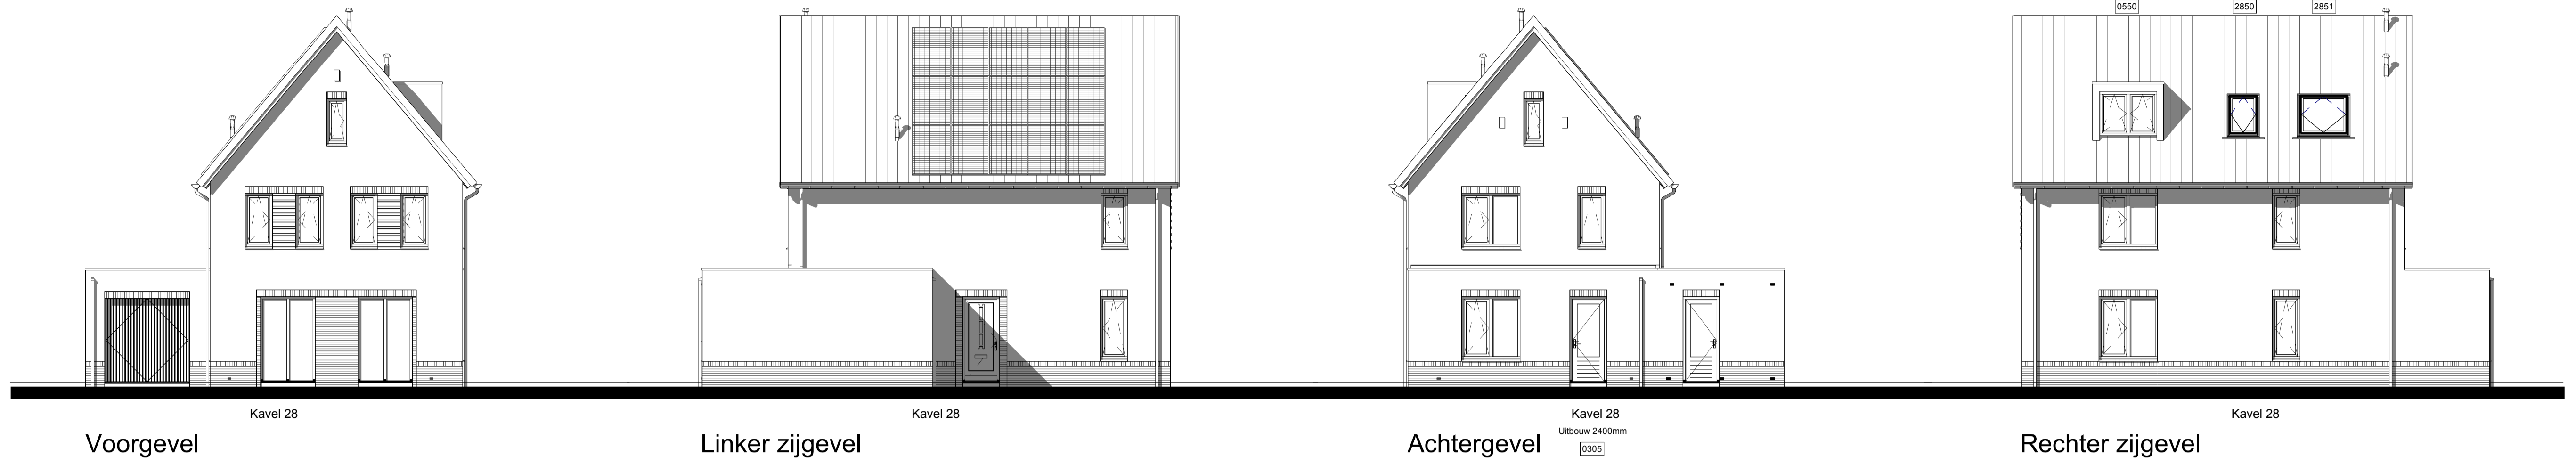 0550
2850
2851
Kavel 28
Kavel 28
Kavel 28
Kavel 28
Uitbouw 2400mm
Voorgevel
Linker zijgevel
Achtergevel
0305
Rechter zijgevel